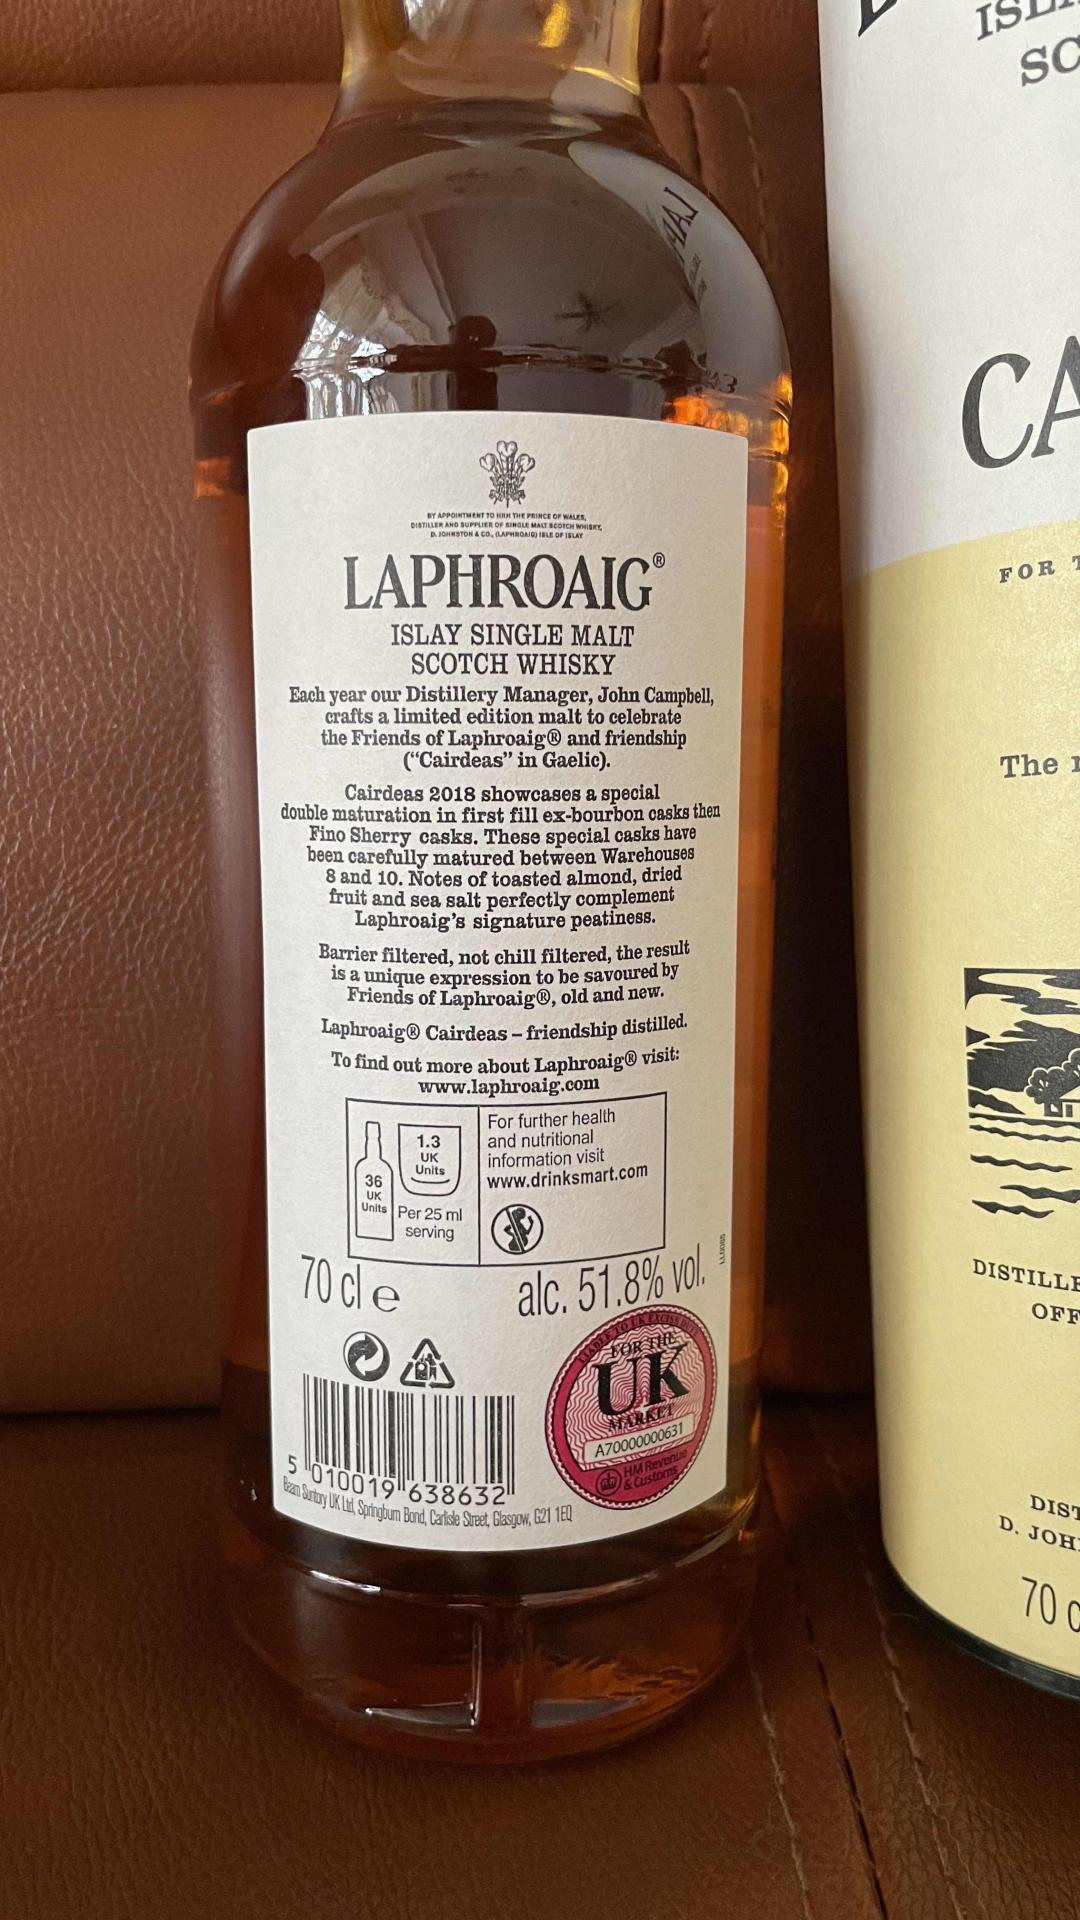 BY APPOINTMENT TO HRH THE PRINCE OF WALES,
DISTILLER AND SUPPLIER OF SINGLE MALT SCOTCH WHISKY,
D. JOHNSTON & CO., (LAPHROAIG) ISLE OF ISLAY
LAPHROAIG®
ISLAY SINGLE MALT
SCOTCH WHISKY
Each year our Distillery Manager, John Campbell,
crafts a limited edition malt to celebrate
the Friends of Laphroaig® and friendship
(“Cairdeas” in Gaelic).
Cairdeas 2018 showcases a special
double maturation in first fill ex-bourbon casks then
Fino Sherry casks. These special casks have
been carefully matured between Warehouses
8 and 10. Notes of toasted almond, dried
fruit and sea salt perfectly complement
Laphroaig’s signature peatiness.
Barrier filtered, not chill filtered, the result
is a unique expression to be savoured by
Friends of Laphroaig®, old and new.
Laphroaig® Cairdeas – friendship distilled.
To find out more about Laphroaig® visit:
www.laphroaig.com
36
UK
Units
1.3
UK
Units
Per 25 ml
serving
For further health
and nutritional
information visit
www.drinksmart.com
70 cl e
alc. 51.8% vol.
LIABLE TO UK EXCISE DUTY
FOR THE
UK
MARKET
A70000000631
HM Revenue
& Customs
5 010019 638632
Beam Suntory UK Ltd, Springburn Bond, Carlisle Street, Glasgow, G21 1EQ
SC
CA
FOR T
The
DISTILLE
OFF
DIST
D. JOH
70 c